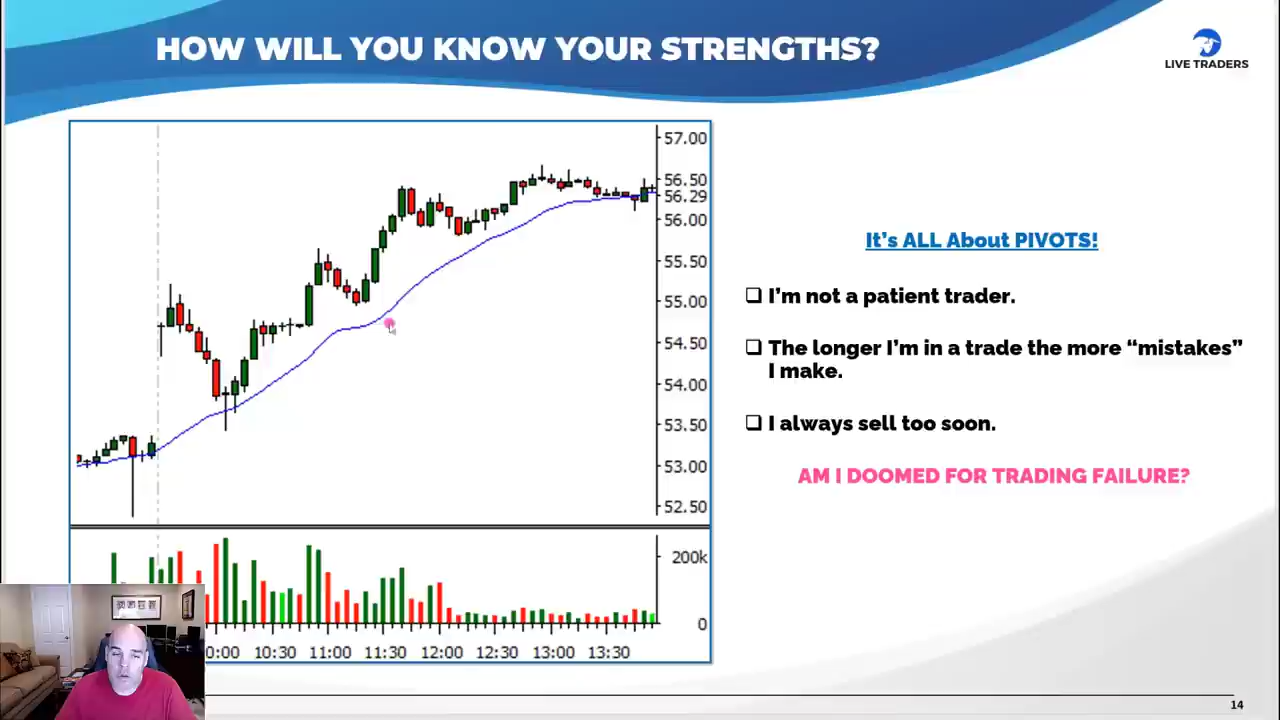 HOW WILL YOU KNOW YOUR STRENGTHS?
LIVE TRADERS
57.00
56.50
56.29
56.00
55.50
55.00
54.50
54.00
53.50
53.00
52.50
200k
0
0:00 10:30 11:00 11:30 12:00 12:30 13:00 13:30
It's ALL About PIVOTS!
I'm not a patient trader.
The longer I'm in a trade the more “mistakes”
I make.
I always sell too soon.
AM I DOOMED FOR TRADING FAILURE?
14